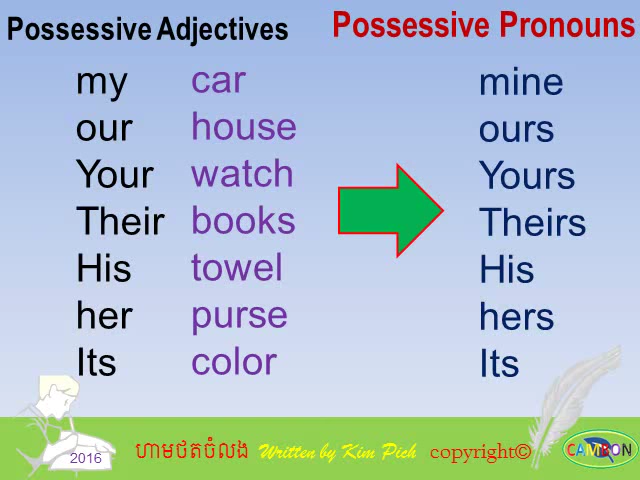 Possessive Adjectives Possessive Pronouns
my car mine
our house ours
Your watch Yours
Their books Theirs
His towel His
her purse hers
Its color Its
2016 ហាមថតចំលង Written by Kim Pich copyright© CAMBON